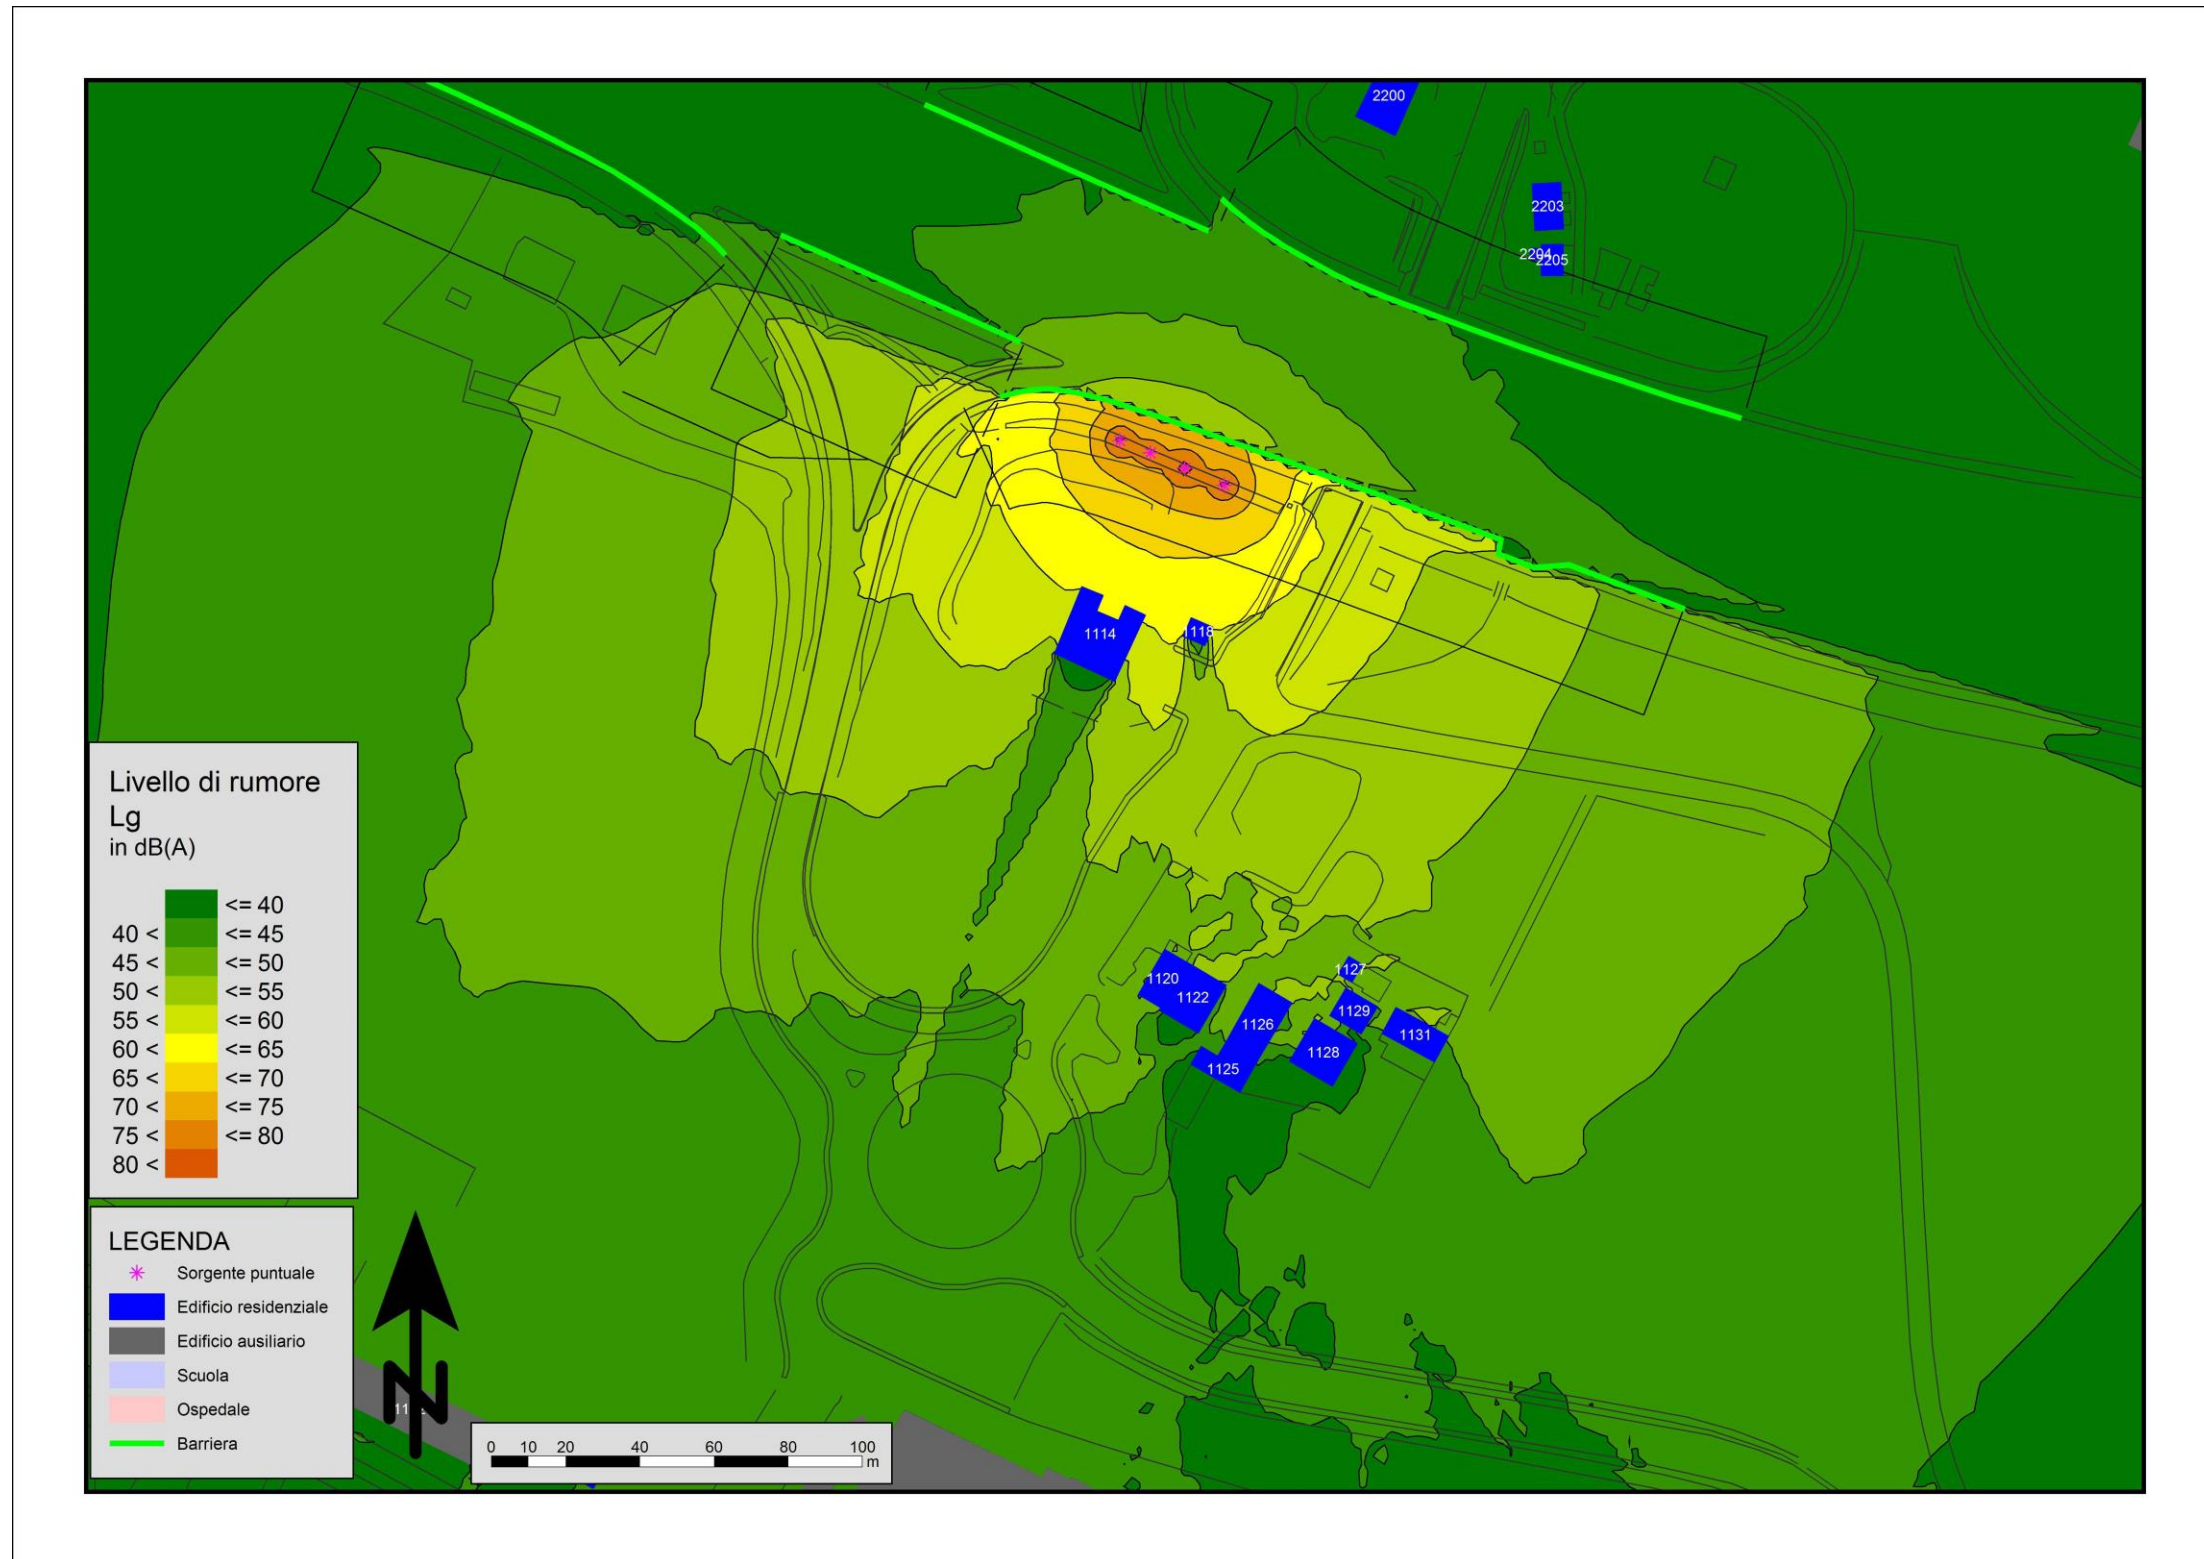 2200
2203
2204
2205
1114
1118
1120
1122
1126
1125
1127
1129
1128
1131
Livello di rumore
Lg
in dB(A)
<= 40
40 < <= 45
45 < <= 50
50 < <= 55
55 < <= 60
60 < <= 65
65 < <= 70
70 < <= 75
75 < <= 80
80 <
LEGENDA
Sorgente puntuale
Edificio residenziale
Edificio ausiliario
Scuola
Ospedale
Barriera
N
0 10 20 40 60 80 100
m